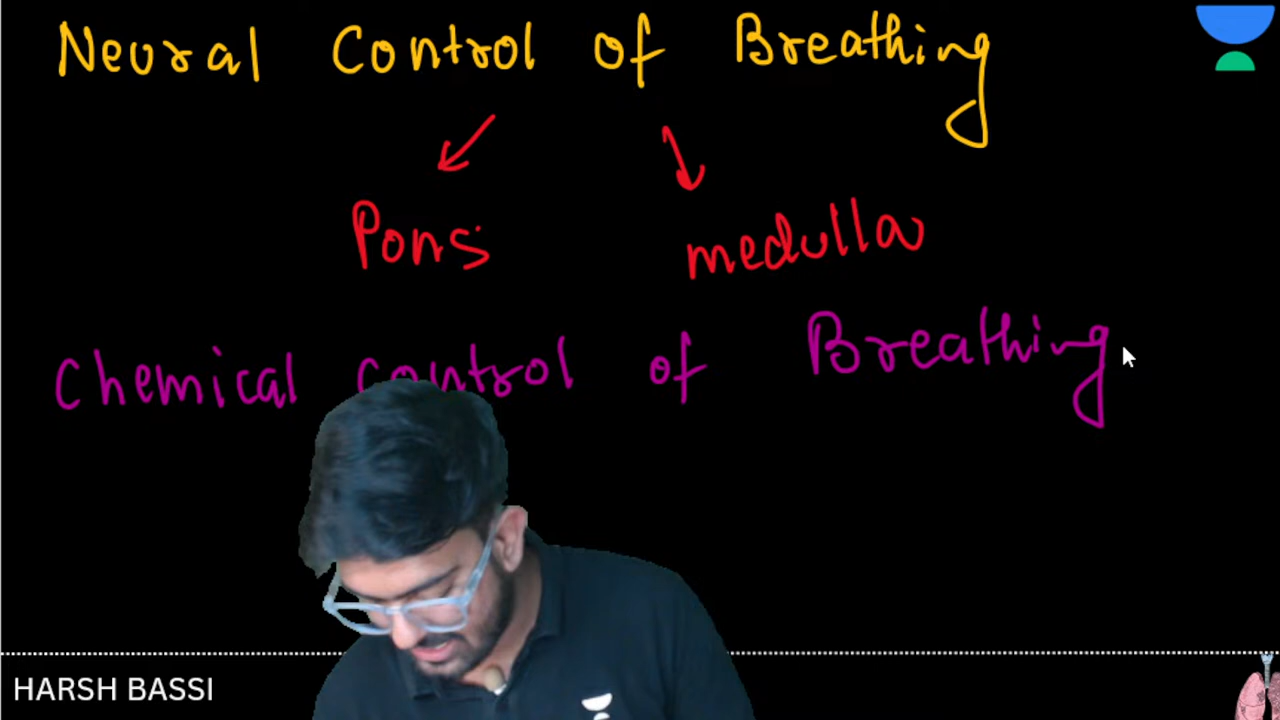 Neural Control of Breathing
Pons medulla
Chemical control of Breathing
HARSH BASSI